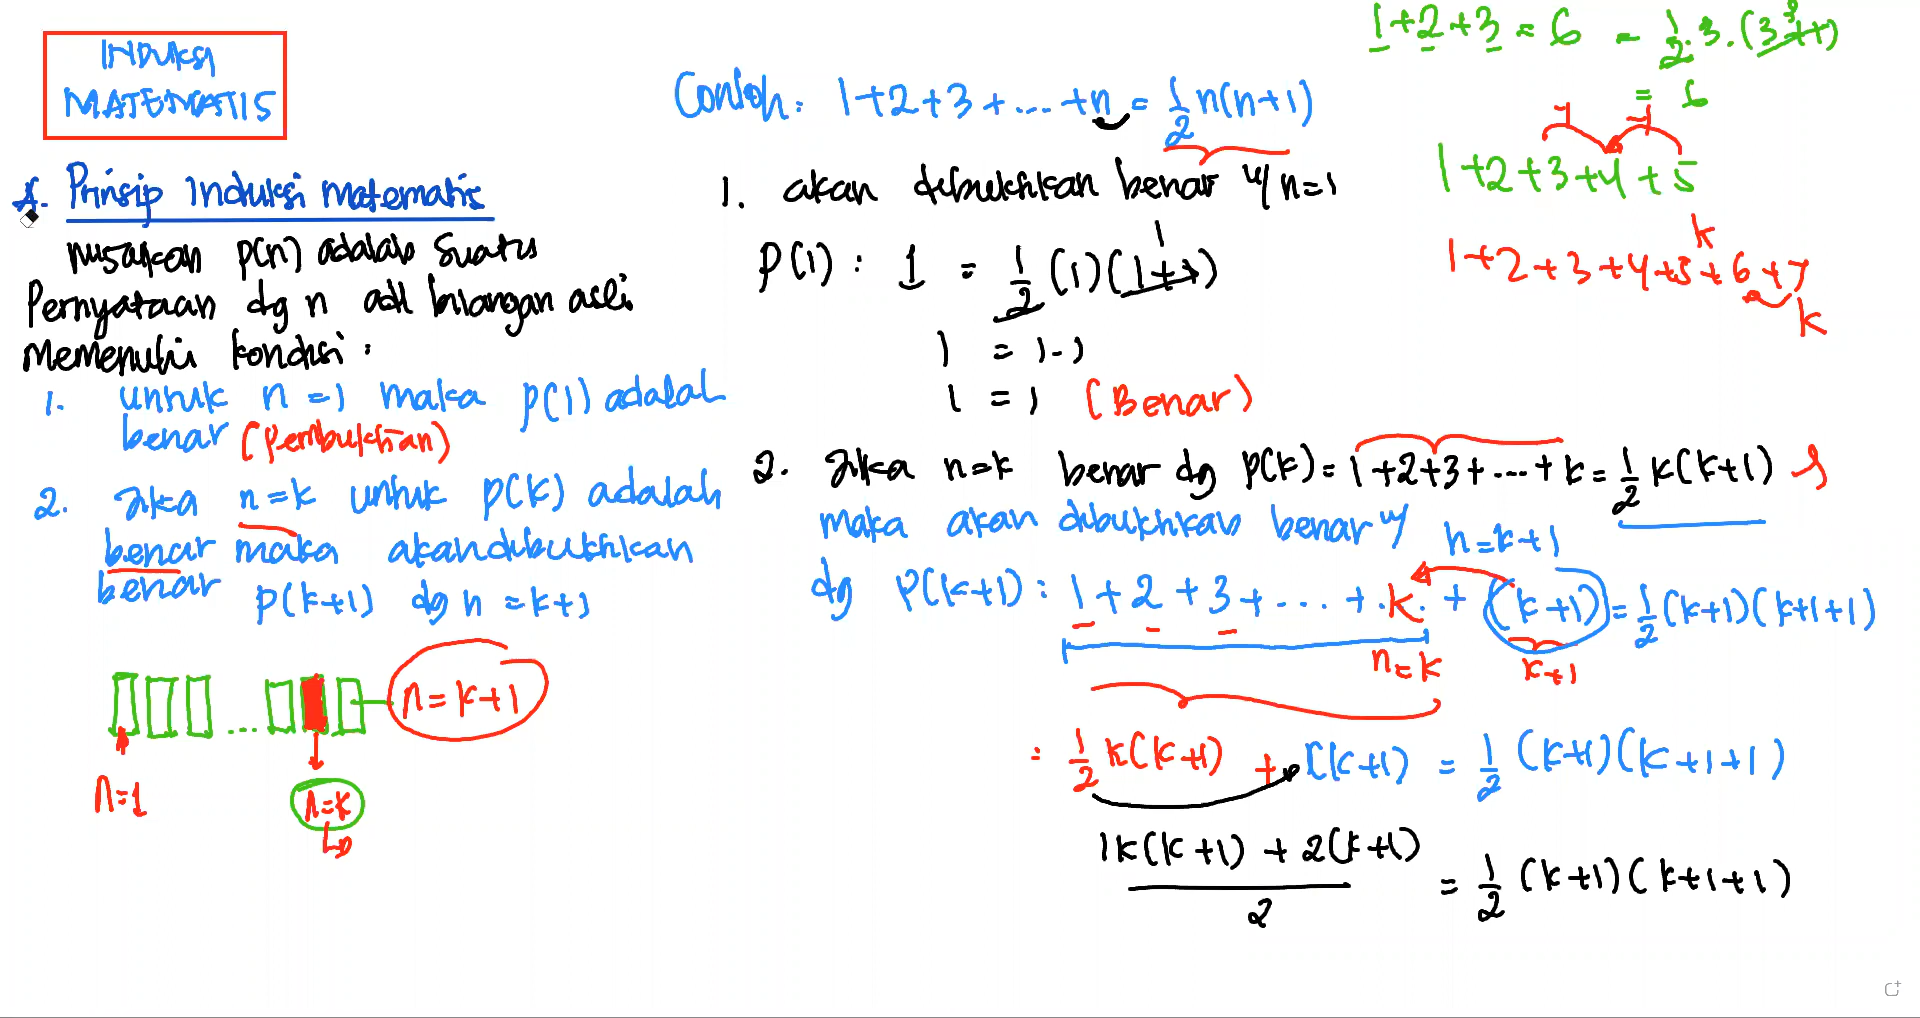 INDUKSI
MATEMATIS
A. Prinsip Induksi Matematis
Misalkan p(n) adalah suatu
Pernyataan dg n adl bilangan asli
memenuhi kondisi :
1. untuk n = 1 maka p(1) adalah
benar (Pembuktian)
2. Jika n = k untuk p(k) adalah
benar maka akan dibuktikan
benar p(k+1) dg n = k+1
...
n = k+1
n=1
n=k
Contoh: 1+2+3+...+n = 1/2 n(n+1)
1. akan dibuktikan benar u/ n=1
P(1) : 1 = 1/2 (1)(1+1)
1
1 = 1·1
1 = 1 (Benar)
2. Jika n=k benar dg P(k) = 1+2+3+...+k = 1/2 k(k+1)
maka akan dibuktikan benar u/ n=k+1
dg P(k+1) : 1+2+3+...+k+(k+1) = 1/2 (k+1)(k+1+1)
n=k k+1
= 1/2 k(k+1) + (k+1) = 1/2 (k+1)(k+1+1)
1k(k+1) + 2(k+1)
2
= 1/2 (k+1)(k+1+1)
1+2+3 = 6 = 1/2 · 3 · (3+1)
= 6
-1 -1
1+2+3+4+5
k
1+2+3+4+5+6+7
k